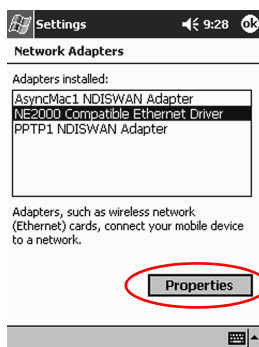 Settings 9:28 ok
Network Adapters
Adapters installed:
AsyncMac1 NDISWAN Adapter
NE2000 Compatible Ethernet Driver
PPTP1 NDISWAN Adapter
Adapters, such as wireless network
(Ethernet) cards, connect your mobile device
to a network.
Properties